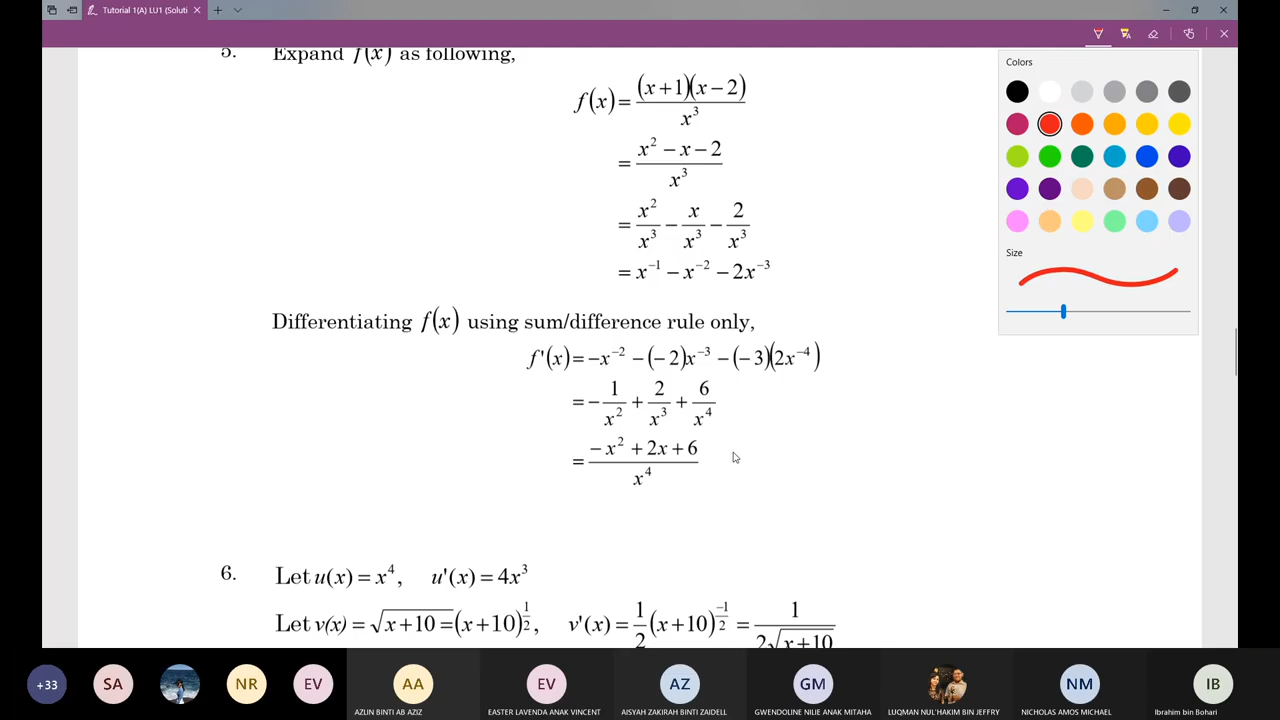 Tutorial 1(A) LU1 (Soluti
5. Expand f(x) as following,
f(x) = (x+1)(x−2) / x³
= x² − x − 2 / x³
= x²/x³ − x/x³ − 2/x³
= x⁻¹ − x⁻² − 2x⁻³
Differentiating f(x) using sum/difference rule only,
f'(x) = −x⁻² − (−2)x⁻³ − (−3)(2x⁻⁴)
= −1/x² + 2/x³ + 6/x⁴
= −x² + 2x + 6 / x⁴
6. Let u(x) = x⁴, u'(x) = 4x³
Let v(x) = √(x+10 =) (x+10)^(1/2), v'(x) = 1/2 (x+10)^(−1/2) = 1 / 2√(x+10)
Colors
Size
+33 SA NR EV AA EV AZ GM NM IB
AZLIN BINTI AB AZIZ EASTER LAVENDA ANAK VINCENT AISYAH ZAKIRAH BINTI ZAIDELL GWENDOLINE NILIE ANAK MITAHA LUQMAN NUL'HAKIM BIN JEFFRY NICHOLAS AMOS MICHAEL Ibrahim bin Bohari